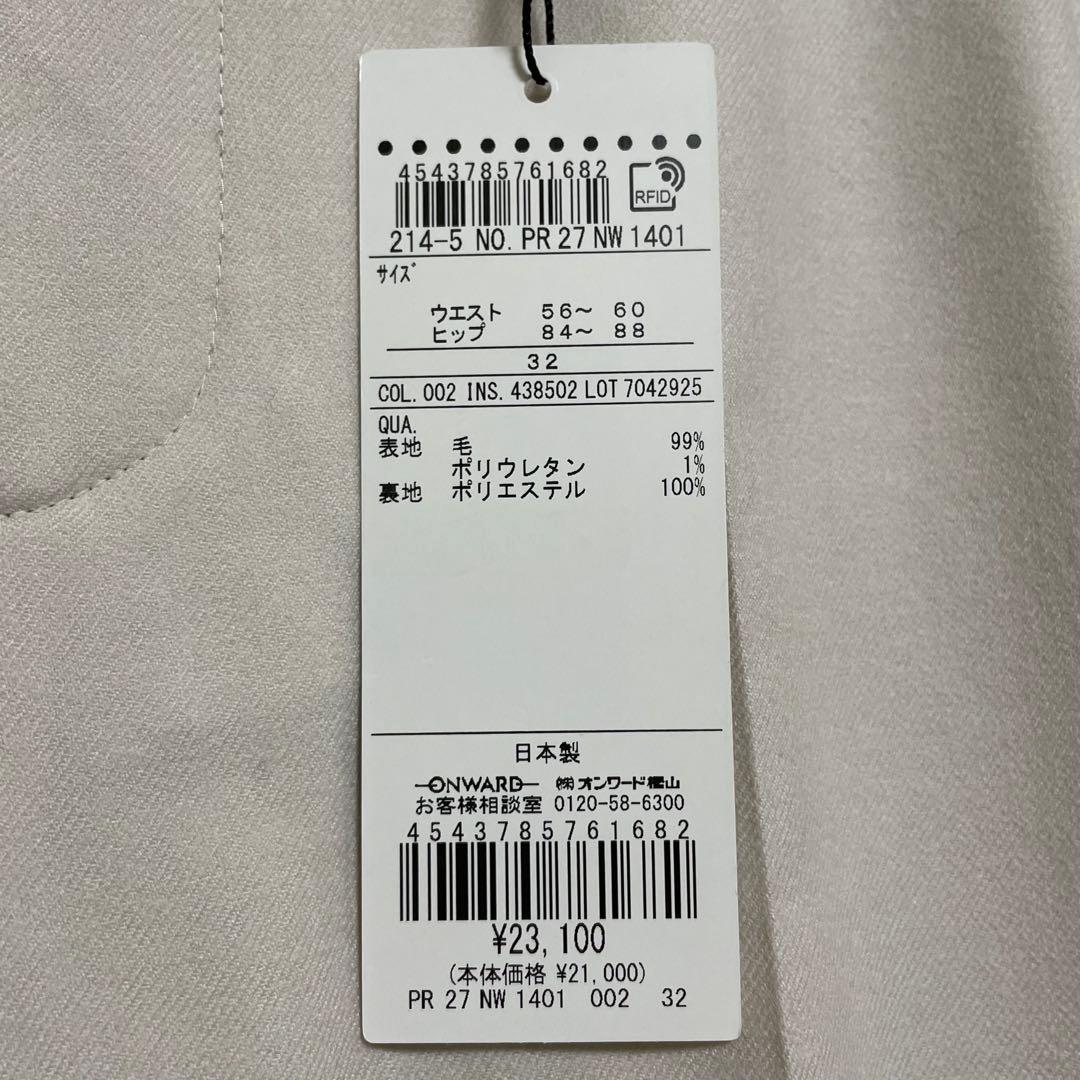 4543785761682
RFID
214-5 NO. PR 27 NW 1401
ｻｲｽﾞ
ウエスト 56～ 60
ヒップ 84～ 88
32
COL. 002 INS. 438502 LOT 7042925
QUA.
表地 毛 99%
ポリウレタン 1%
裏地 ポリエステル 100%
日本製
ONWARD ㈱オンワード樫山
お客様相談室 0120-58-6300
4543785761682
¥23,100
(本体価格 ¥21,000)
PR 27 NW 1401 002 32